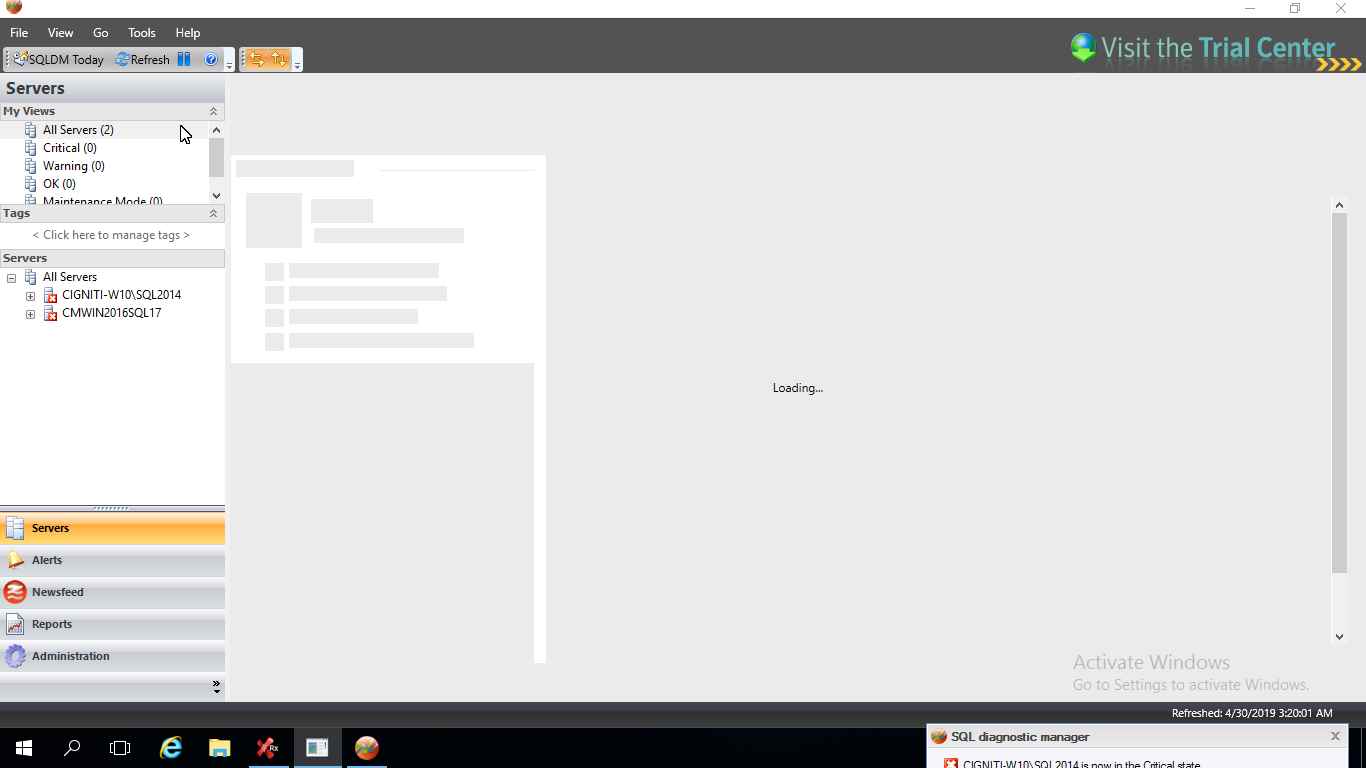 File View Go Tools Help
Visit the Trial Center
SQLDM Today Refresh
Servers
My Views
All Servers (2)
Critical (0)
Warning (0)
OK (0)
Maintenance Mode (0)
Tags
< Click here to manage tags >
Servers
All Servers
CIGNITI-W10\SQL2014
CMWIN2016SQL17
Loading...
Servers
Alerts
Newsfeed
Reports
Administration
Activate Windows
Go to Settings to activate Windows.
Refreshed: 4/30/2019 3:20:01 AM
Rx
SQL diagnostic manager
CIGNITI-W10\SQL2014 is now in the Critical state